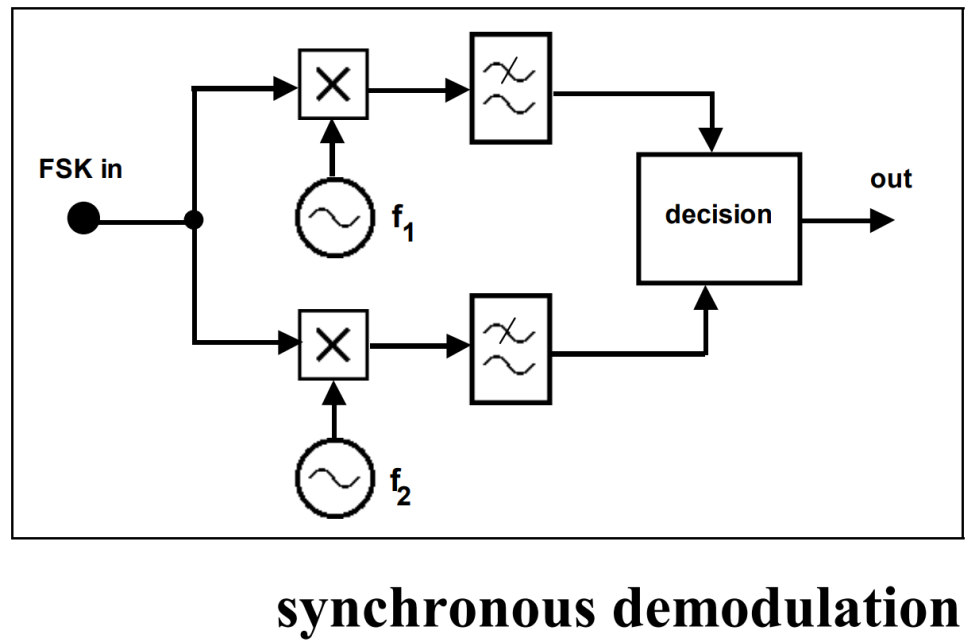 FSK in
f1
f2
decision
out
synchronous demodulation